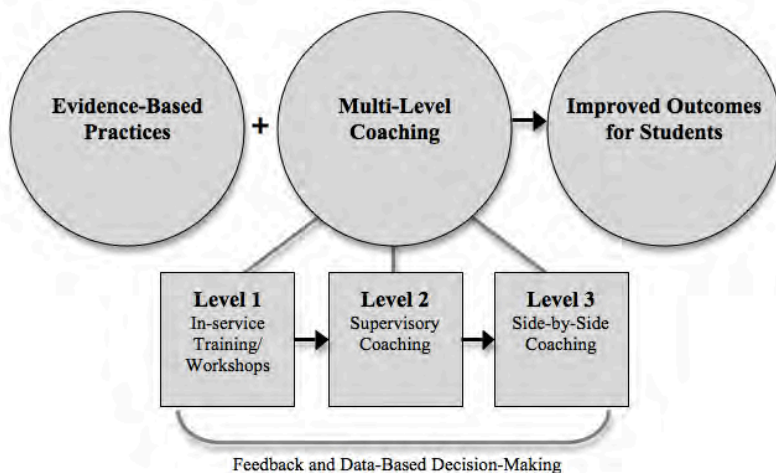 Evidence-Based
Practices
+
Multi-Level
Coaching
Improved Outcomes
for Students
Level 1
In-service
Training/
Workshops
Level 2
Supervisory
Coaching
Level 3
Side-by-Side
Coaching
Feedback and Data-Based Decision-Making